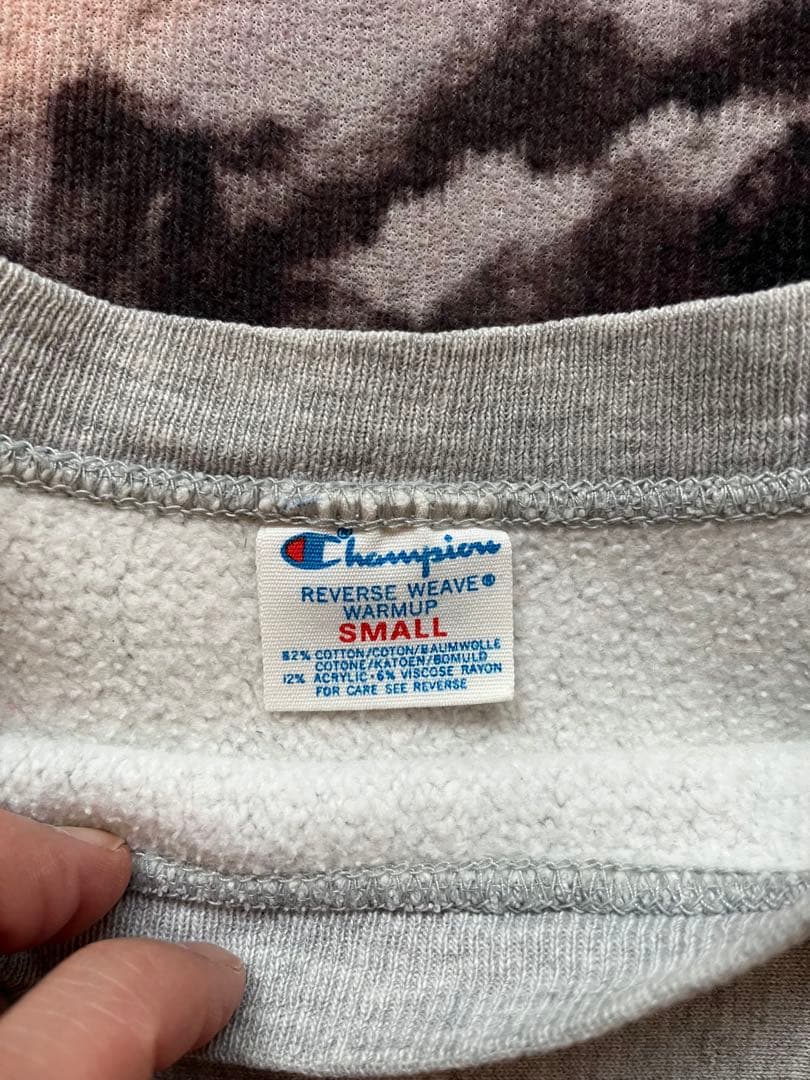 Champion®
REVERSE WEAVE®
WARMUP
SMALL
82% COTTON/COTON/BAUMWOLLE
COTONE/KATOEN/BOMULD
12% ACRYLIC·6% VISCOSE RAYON
FOR CARE SEE REVERSE